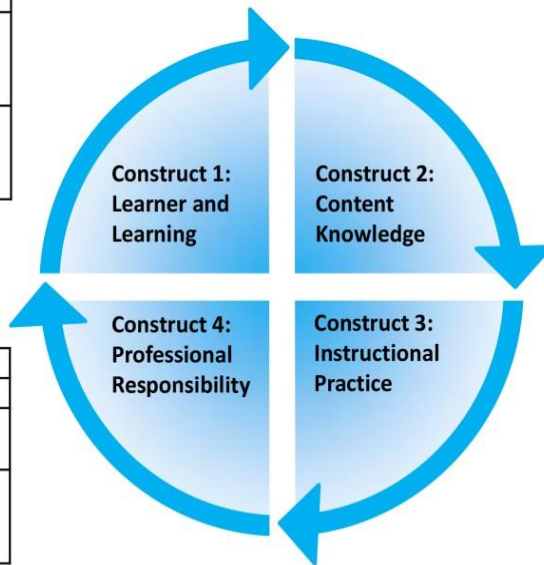 Construct 1:
Learner and
Learning
Construct 2:
Content
Knowledge
Construct 4:
Professional
Responsibility
Construct 3:
Instructional
Practice